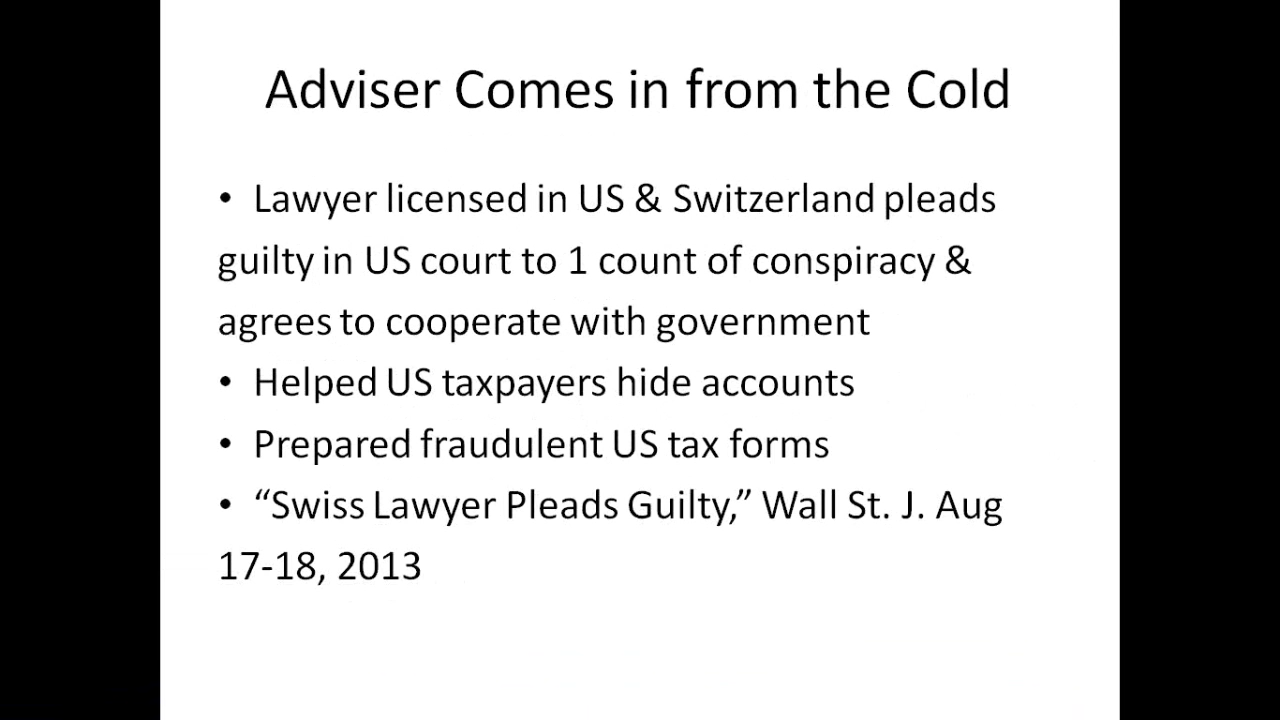 Adviser Comes in from the Cold
• Lawyer licensed in US & Switzerland pleads
guilty in US court to 1 count of conspiracy &
agrees to cooperate with government
• Helped US taxpayers hide accounts
• Prepared fraudulent US tax forms
• “Swiss Lawyer Pleads Guilty,” Wall St. J. Aug
17-18, 2013